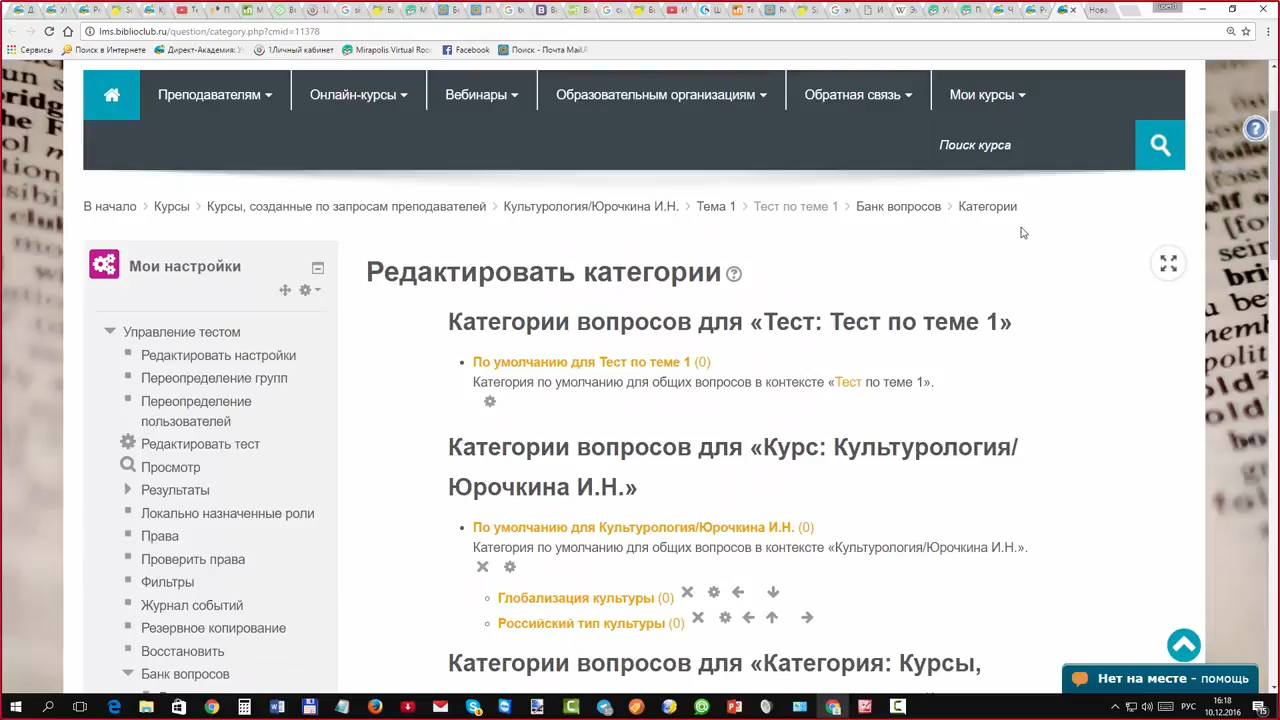 lms.biblioclub.ru/question/category.php?cmid=11378
Сервисы
Поиск в Интернете
Директ-Академия:
1Личный кабинет
Mirapolis Virtual Roo
Facebook
Поиск - Почта Mail.R
Преподавателям
Онлайн-курсы
Вебинары
Образовательным организациям
Обратная связь
Мои курсы
Поиск курса
В начало
Курсы
Курсы, созданные по запросам преподавателей
Культурология/Юрочкина И.Н.
Тема 1
Тест по теме 1
Банк вопросов
Категории
Мои настройки
Управление тестом
Редактировать настройки
Переопределение групп
Переопределение
пользователей
Редактировать тест
Просмотр
Результаты
Локально назначенные роли
Права
Проверить права
Фильтры
Журнал событий
Резервное копирование
Восстановить
Банк вопросов
Редактировать категории
Категории вопросов для «Тест: Тест по теме 1»
По умолчанию для Тест по теме 1 (0)
Категория по умолчанию для общих вопросов в контексте «Тест по теме 1».
Категории вопросов для «Курс: Культурология/
Юрочкина И.Н.»
По умолчанию для Культурология/Юрочкина И.Н. (0)
Категория по умолчанию для общих вопросов в контексте «Культурология/Юрочкина И.Н.».
Глобализация культуры (0)
Российский тип культуры (0)
Категории вопросов для «Категория: Курсы,
Нет на месте - помощь
РУС
16:18
10.12.2016